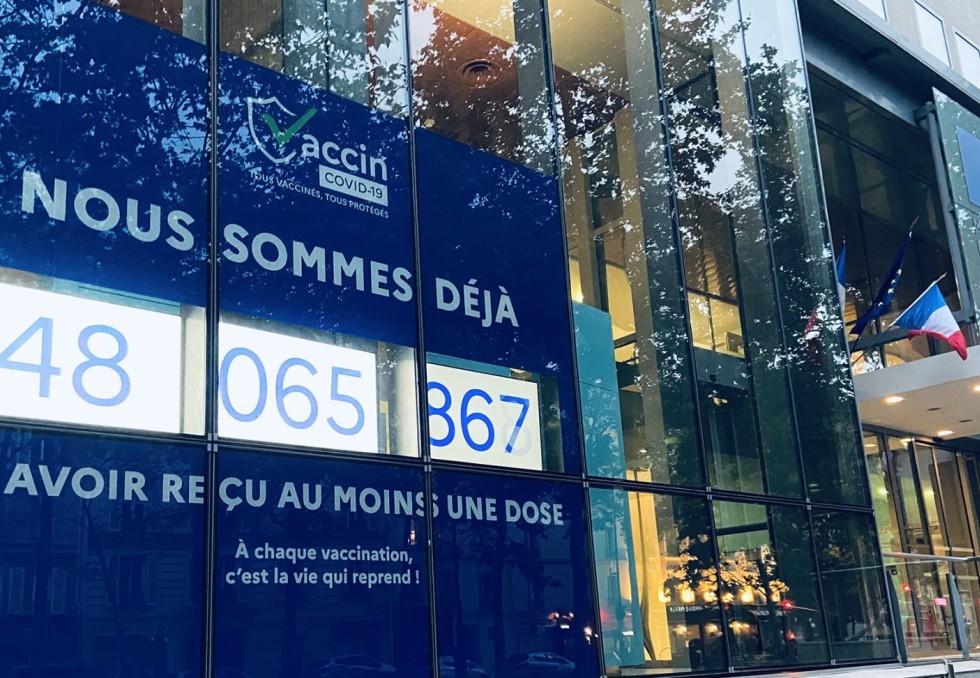 Vaccin
COVID-19
TOUS VACCINÉS, TOUS PROTÉGÉS
NOUS SOMMES DÉJÀ
48 065 867
AVOIR REÇU AU MOINS UNE DOSE
À chaque vaccination,
c'est la vie qui reprend !